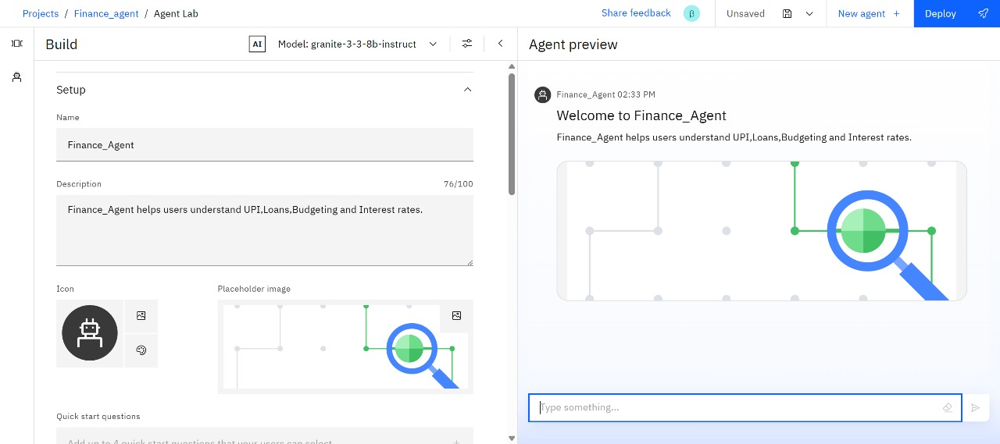 Projects / Finance_agent / Agent Lab
Share feedback β Unsaved New agent + Deploy
Build
AI Model: granite-3-3-8b-instruct
Agent preview
Setup
Name
Finance_Agent
Description 76/100
Finance_Agent helps users understand UPI,Loans,Budgeting and Interest rates.
Icon
Placeholder image
Quick start questions
Add up to 4 quick start questions that your users can select
Finance_Agent 02:33 PM
Welcome to Finance_Agent
Finance_Agent helps users understand UPI,Loans,Budgeting and Interest rates.
Type something...